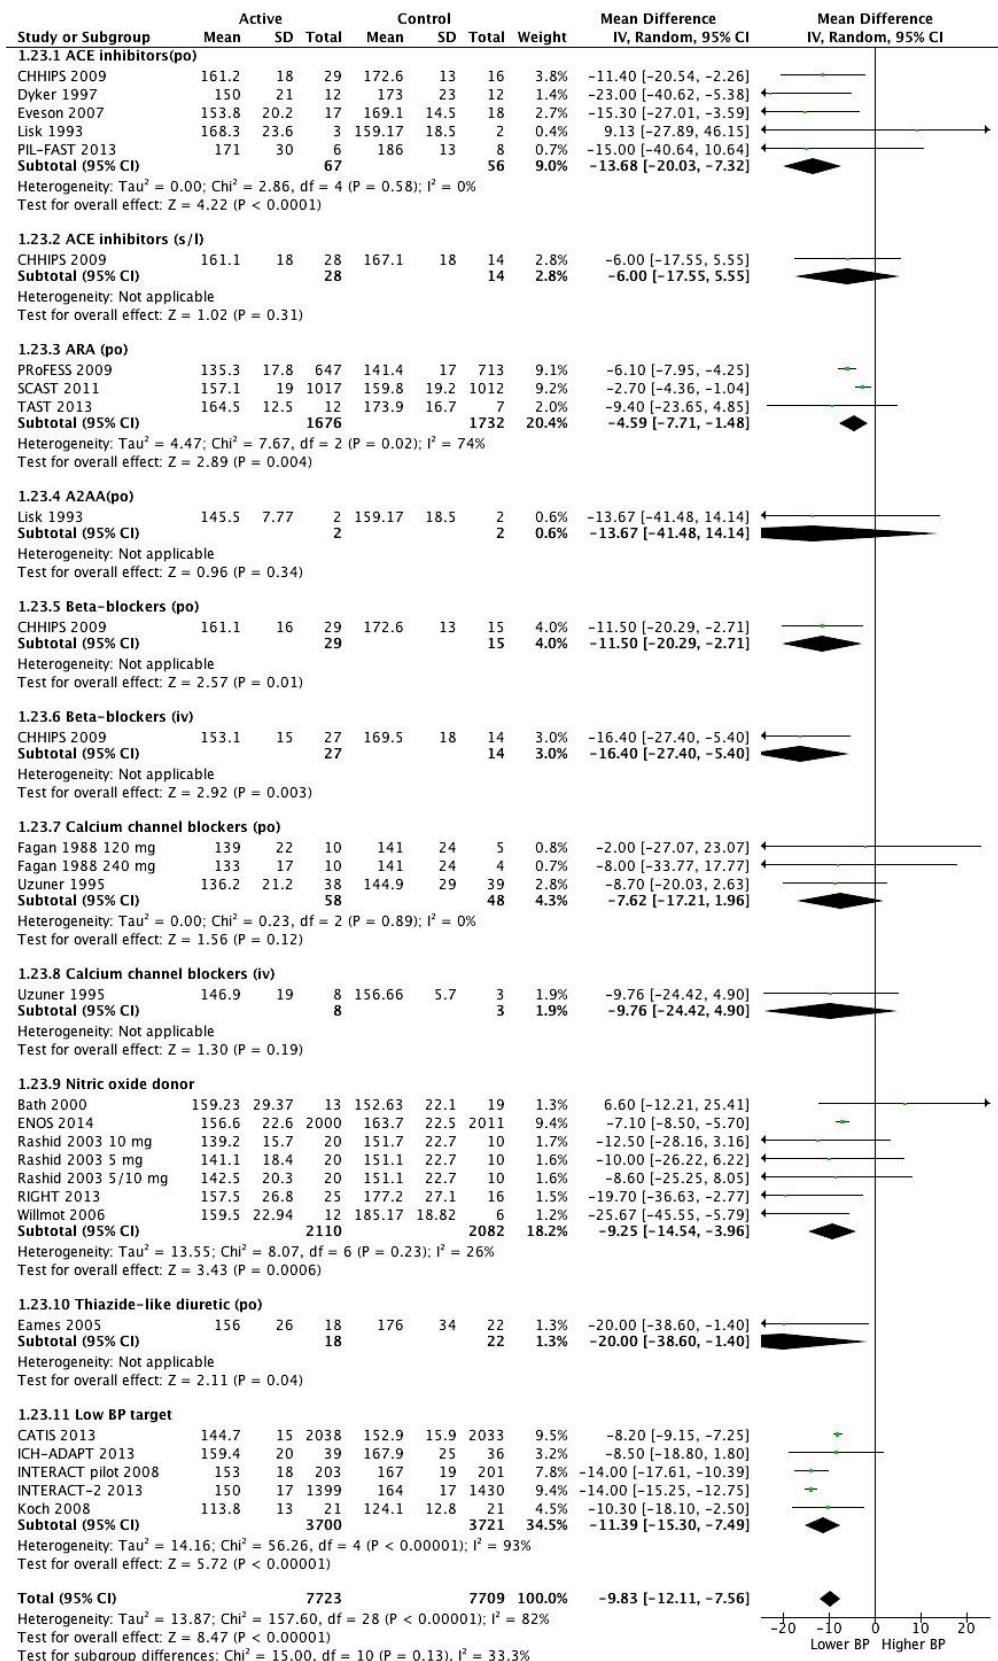 Active Control Mean Difference Mean Difference
Study or Subgroup Mean SD Total Mean SD Total Weight IV, Random, 95% CI IV, Random, 95% CI
1.23.1 ACE inhibitors(po)
CHHIPS 2009 161.2 18 29 172.6 13 16 3.8% −11.40 [−20.54, −2.26]
Dyker 1997 150 21 12 173 23 12 1.4% −23.00 [−40.62, −5.38]
Eveson 2007 153.8 20.2 17 169.1 14.5 18 2.7% −15.30 [−27.01, −3.59]
Lisk 1993 168.3 23.6 3 159.17 18.5 2 0.4% 9.13 [−27.89, 46.15]
PIL-FAST 2013 171 30 6 186 13 8 0.7% −15.00 [−40.64, 10.64]
Subtotal (95% CI) 67 56 9.0% −13.68 [−20.03, −7.32]
Heterogeneity: Tau² = 0.00; Chi² = 2.86, df = 4 (P = 0.58); I² = 0%
Test for overall effect: Z = 4.22 (P < 0.0001)
1.23.2 ACE inhibitors (s/l)
CHHIPS 2009 161.1 18 28 167.1 18 14 2.8% −6.00 [−17.55, 5.55]
Subtotal (95% CI) 28 14 2.8% −6.00 [−17.55, 5.55]
Heterogeneity: Not applicable
Test for overall effect: Z = 1.02 (P = 0.31)
1.23.3 ARA (po)
PRoFESS 2009 135.3 17.8 647 141.4 17 713 9.1% −6.10 [−7.95, −4.25]
SCAST 2011 157.1 19 1017 159.8 19.2 1012 9.2% −2.70 [−4.36, −1.04]
TAST 2013 164.5 12.5 12 173.9 16.7 7 2.0% −9.40 [−23.65, 4.85]
Subtotal (95% CI) 1676 1732 20.4% −4.59 [−7.71, −1.48]
Heterogeneity: Tau² = 4.47; Chi² = 7.67, df = 2 (P = 0.02); I² = 74%
Test for overall effect: Z = 2.89 (P = 0.004)
1.23.4 A2AA(po)
Lisk 1993 145.5 7.77 2 159.17 18.5 2 0.6% −13.67 [−41.48, 14.14]
Subtotal (95% CI) 2 2 0.6% −13.67 [−41.48, 14.14]
Heterogeneity: Not applicable
Test for overall effect: Z = 0.96 (P = 0.34)
1.23.5 Beta-blockers (po)
CHHIPS 2009 161.1 16 29 172.6 13 15 4.0% −11.50 [−20.29, −2.71]
Subtotal (95% CI) 29 15 4.0% −11.50 [−20.29, −2.71]
Heterogeneity: Not applicable
Test for overall effect: Z = 2.57 (P = 0.01)
1.23.6 Beta-blockers (iv)
CHHIPS 2009 153.1 15 27 169.5 18 14 3.0% −16.40 [−27.40, −5.40]
Subtotal (95% CI) 27 14 3.0% −16.40 [−27.40, −5.40]
Heterogeneity: Not applicable
Test for overall effect: Z = 2.92 (P = 0.003)
1.23.7 Calcium channel blockers (po)
Fagan 1988 120 mg 139 22 10 141 24 5 0.8% −2.00 [−27.07, 23.07]
Fagan 1988 240 mg 133 17 10 141 24 4 0.7% −8.00 [−33.77, 17.77]
Uzuner 1995 136.2 21.2 38 144.9 29 39 2.8% −8.70 [−20.03, 2.63]
Subtotal (95% CI) 58 48 4.3% −7.62 [−17.21, 1.96]
Heterogeneity: Tau² = 0.00; Chi² = 0.23, df = 2 (P = 0.89); I² = 0%
Test for overall effect: Z = 1.56 (P = 0.12)
1.23.8 Calcium channel blockers (iv)
Uzuner 1995 146.9 19 8 156.66 5.7 3 1.9% −9.76 [−24.42, 4.90]
Subtotal (95% CI) 8 3 1.9% −9.76 [−24.42, 4.90]
Heterogeneity: Not applicable
Test for overall effect: Z = 1.30 (P = 0.19)
1.23.9 Nitric oxide donor
Bath 2000 159.23 29.37 13 152.63 22.1 19 1.3% 6.60 [−12.21, 25.41]
ENOS 2014 156.6 22.6 2000 163.7 22.5 2011 9.4% −7.10 [−8.50, −5.70]
Rashid 2003 10 mg 139.2 15.7 20 151.7 22.7 10 1.7% −12.50 [−28.16, 3.16]
Rashid 2003 5 mg 141.1 18.4 20 151.1 22.7 10 1.6% −10.00 [−26.22, 6.22]
Rashid 2003 5/10 mg 142.5 20.3 20 151.1 22.7 10 1.6% −8.60 [−25.25, 8.05]
RIGHT 2013 157.5 26.8 25 177.2 27.1 16 1.5% −19.70 [−36.63, −2.77]
Willmot 2006 159.5 22.94 12 185.17 18.82 6 1.2% −25.67 [−45.55, −5.79]
Subtotal (95% CI) 2110 2082 18.2% −9.25 [−14.54, −3.96]
Heterogeneity: Tau² = 13.55; Chi² = 8.07, df = 6 (P = 0.23); I² = 26%
Test for overall effect: Z = 3.43 (P = 0.0006)
1.23.10 Thiazide-like diuretic (po)
Eames 2005 156 26 18 176 34 22 1.3% −20.00 [−38.60, −1.40]
Subtotal (95% CI) 18 22 1.3% −20.00 [−38.60, −1.40]
Heterogeneity: Not applicable
Test for overall effect: Z = 2.11 (P = 0.04)
1.23.11 Low BP target
CATIS 2013 144.7 15 2038 152.9 15.9 2033 9.5% −8.20 [−9.15, −7.25]
ICH-ADAPT 2013 159.4 20 39 167.9 25 36 3.2% −8.50 [−18.80, 1.80]
INTERACT pilot 2008 153 18 203 167 19 201 7.8% −14.00 [−17.61, −10.39]
INTERACT-2 2013 150 17 1399 164 17 1430 9.4% −14.00 [−15.25, −12.75]
Koch 2008 113.8 13 21 124.1 12.8 21 4.5% −10.30 [−18.10, −2.50]
Subtotal (95% CI) 3700 3721 34.5% −11.39 [−15.30, −7.49]
Heterogeneity: Tau² = 14.16; Chi² = 56.26, df = 4 (P < 0.00001); I² = 93%
Test for overall effect: Z = 5.72 (P < 0.00001)
Total (95% CI) 7723 7709 100.0% −9.83 [−12.11, −7.56]
Heterogeneity: Tau² = 13.87; Chi² = 157.60, df = 28 (P < 0.00001); I² = 82%
Test for overall effect: Z = 8.47 (P < 0.00001)
Test for subgroup differences: Chi² = 15.00, df = 10 (P = 0.13), I² = 33.3%
−20 −10 0 10 20
Lower BP Higher BP